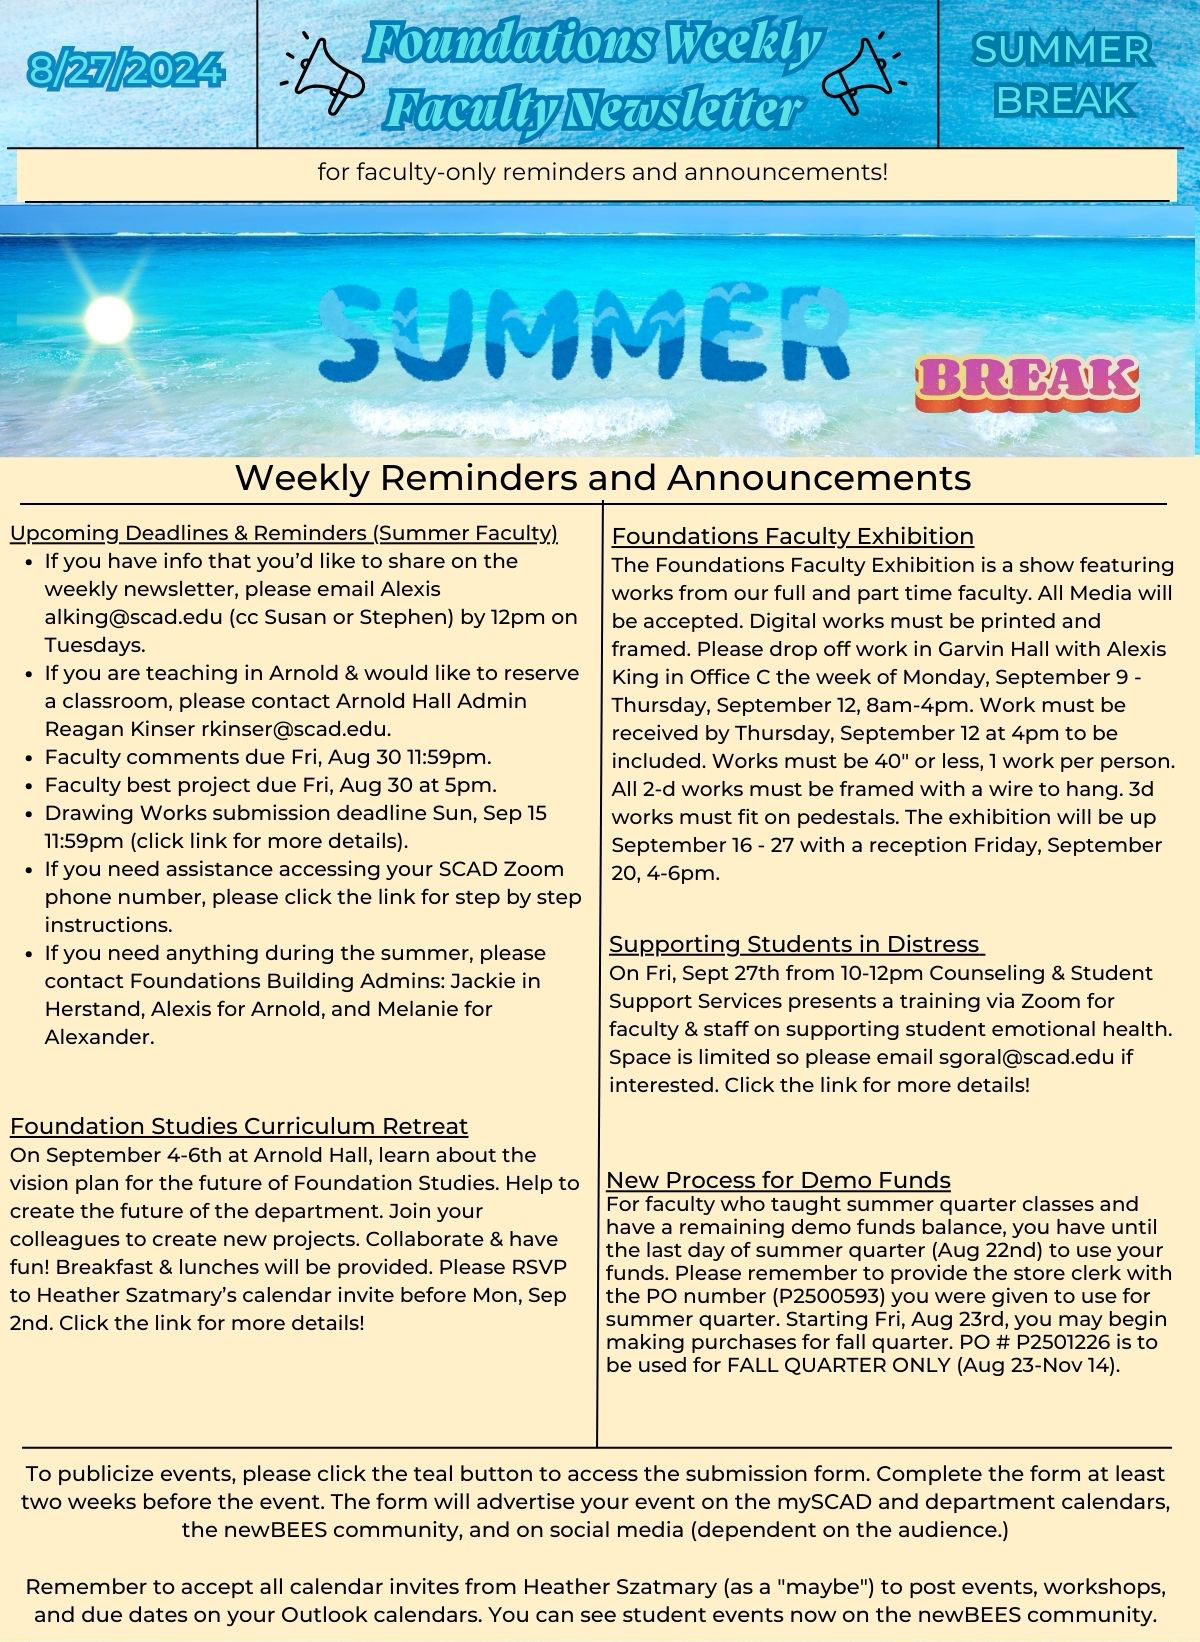 8/27/2024
Foundations Weekly
Faculty Newsletter
SUMMER
BREAK
for faculty-only reminders and announcements!
SUMMER
BREAK
Weekly Reminders and Announcements
Upcoming Deadlines & Reminders (Summer Faculty)
• If you have info that you’d like to share on the
weekly newsletter, please email Alexis
alking@scad.edu (cc Susan or Stephen) by 12pm on
Tuesdays.
• If you are teaching in Arnold & would like to reserve
a classroom, please contact Arnold Hall Admin
Reagan Kinser rkinser@scad.edu.
• Faculty comments due Fri, Aug 30 11:59pm.
• Faculty best project due Fri, Aug 30 at 5pm.
• Drawing Works submission deadline Sun, Sep 15
11:59pm (click link for more details).
• If you need assistance accessing your SCAD Zoom
phone number, please click the link for step by step
instructions.
• If you need anything during the summer, please
contact Foundations Building Admins: Jackie in
Herstand, Alexis for Arnold, and Melanie for
Alexander.
Foundation Studies Curriculum Retreat
On September 4-6th at Arnold Hall, learn about the
vision plan for the future of Foundation Studies. Help to
create the future of the department. Join your
colleagues to create new projects. Collaborate & have
fun! Breakfast & lunches will be provided. Please RSVP
to Heather Szatmary’s calendar invite before Mon, Sep
2nd. Click the link for more details!
Foundations Faculty Exhibition
The Foundations Faculty Exhibition is a show featuring
works from our full and part time faculty. All Media will
be accepted. Digital works must be printed and
framed. Please drop off work in Garvin Hall with Alexis
King in Office C the week of Monday, September 9 -
Thursday, September 12, 8am-4pm. Work must be
received by Thursday, September 12 at 4pm to be
included. Works must be 40" or less, 1 work per person.
All 2-d works must be framed with a wire to hang. 3d
works must fit on pedestals. The exhibition will be up
September 16 - 27 with a reception Friday, September
20, 4-6pm.
Supporting Students in Distress
On Fri, Sept 27th from 10-12pm Counseling & Student
Support Services presents a training via Zoom for
faculty & staff on supporting student emotional health.
Space is limited so please email sgoral@scad.edu if
interested. Click the link for more details!
New Process for Demo Funds
For faculty who taught summer quarter classes and
have a remaining demo funds balance, you have until
the last day of summer quarter (Aug 22nd) to use your
funds. Please remember to provide the store clerk with
the PO number (P2500593) you were given to use for
summer quarter. Starting Fri, Aug 23rd, you may begin
making purchases for fall quarter. PO # P2501226 is to
be used for FALL QUARTER ONLY (Aug 23-Nov 14).
To publicize events, please click the teal button to access the submission form. Complete the form at least
two weeks before the event. The form will advertise your event on the mySCAD and department calendars,
the newBEES community, and on social media (dependent on the audience.)
Remember to accept all calendar invites from Heather Szatmary (as a "maybe") to post events, workshops,
and due dates on your Outlook calendars. You can see student events now on the newBEES community.